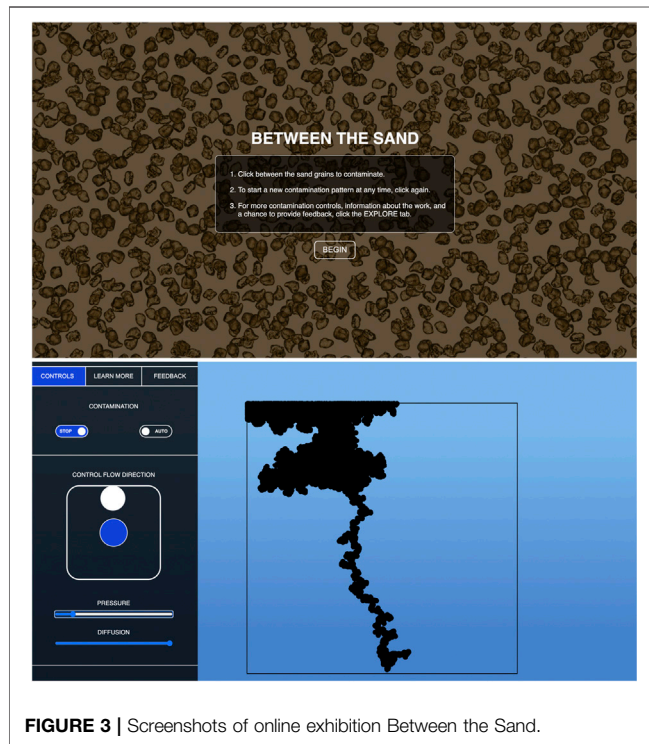 BETWEEN THE SAND
1. Click between the sand grains to contaminate.
2. To start a new contamination pattern at any time, click again.
3. For more contamination controls, information about the work, and
a chance to provide feedback, click the EXPLORE tab.
BEGIN
CONTROLS LEARN MORE FEEDBACK
CONTAMINATION
STOP AUTO
CONTROL FLOW DIRECTION
PRESSURE
DIFFUSION
FIGURE 3 | Screenshots of online exhibition Between the Sand.